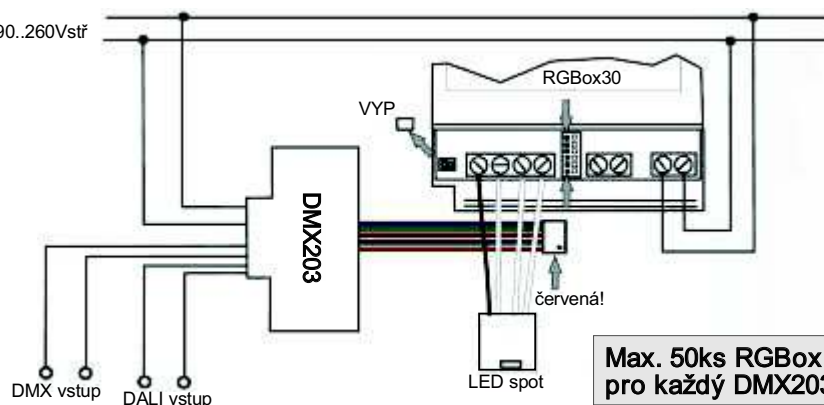 90..260Vstř
RGBox30
VYP
DMX203
červená!
DMX vstup
DALI vstup
LED spot
Max. 50ks RGBox
pro každý DMX203